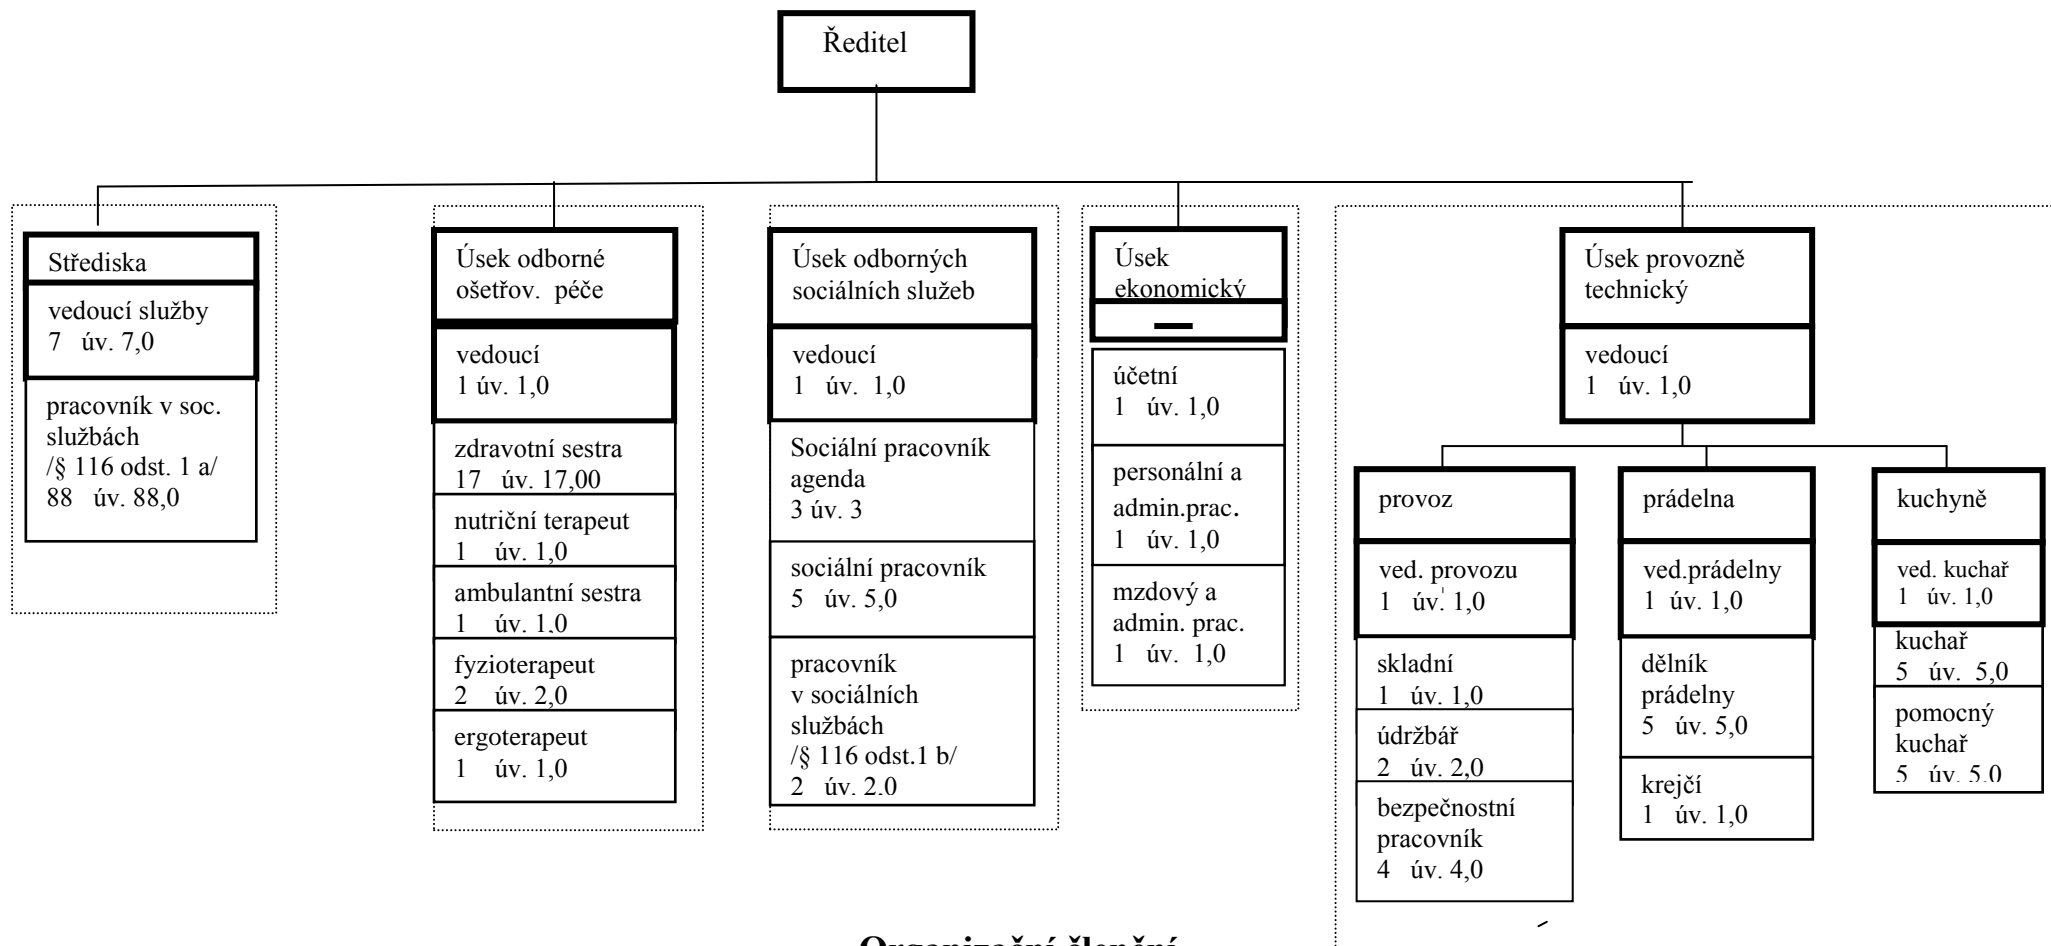 Ředitel
Střediska
vedoucí služby
7 úv. 7,0
pracovník v soc.
službách
/§ 116 odst. 1 a/
88 úv. 88,0
Úsek odborné
ošetřov. péče
vedoucí
1 úv. 1,0
zdravotní sestra
17 úv. 17,00
nutriční terapeut
1 úv. 1,0
ambulantní sestra
1 úv. 1,0
fyzioterapeut
2 úv. 2,0
ergoterapeut
1 úv. 1,0
Úsek odborných
sociálních služeb
vedoucí
1 úv. 1,0
Sociální pracovník
agenda
3 úv. 3
sociální pracovník
5 úv. 5,0
pracovník
v sociálních
službách
/§ 116 odst.1 b/
2 úv. 2,0
Úsek
ekonomický
účetní
1 úv. 1,0
personální a
admin.prac.
1 úv. 1,0
mzdový a
admin. prac.
1 úv. 1,0
Úsek provozně
technický
vedoucí
1 úv. 1,0
provoz
ved. provozu
1 úv. 1,0
skladní
1 úv. 1,0
údržbář
2 úv. 2,0
bezpečnostní
pracovník
4 úv. 4,0
prádelna
ved.prádelny
1 úv. 1,0
dělník
prádelny
5 úv. 5,0
krejčí
1 úv. 1,0
kuchyně
ved. kuchař
1 úv. 1,0
kuchař
5 úv. 5,0
pomocný
kuchař
5 úv. 5,0
Organizační členění